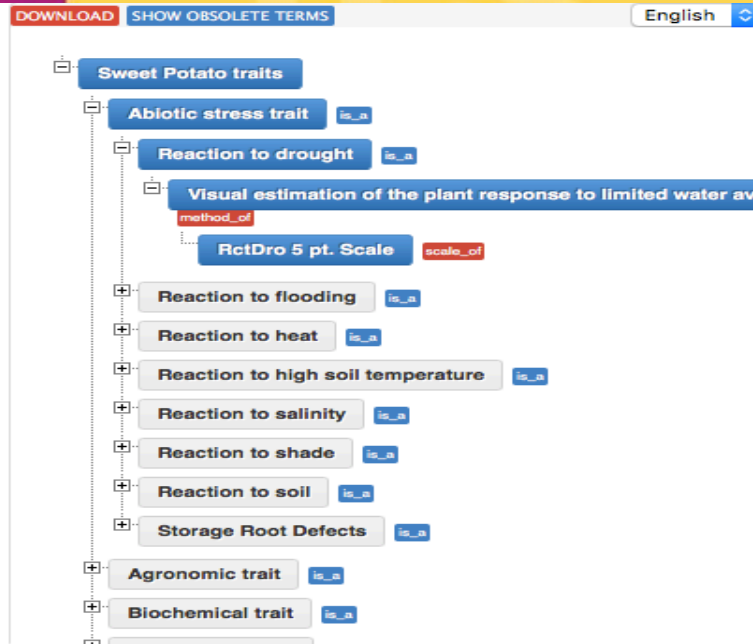 DOWNLOAD SHOW OBSOLETE TERMS English
Sweet Potato traits
Abiotic stress trait is_a
Reaction to drought is_a
Visual estimation of the plant response to limited water av
method_of
RctDro 5 pt. Scale scale_of
Reaction to flooding is_a
Reaction to heat is_a
Reaction to high soil temperature is_a
Reaction to salinity is_a
Reaction to shade is_a
Reaction to soil is_a
Storage Root Defects is_a
Agronomic trait is_a
Biochemical trait is_a